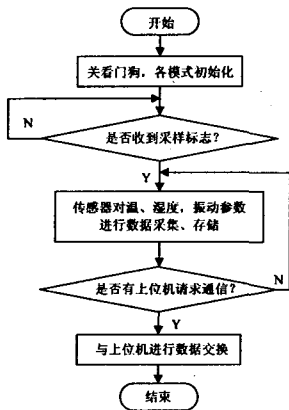 开始
关看门狗，各模式初始化
N
是否收到采样标志？
Y
传感器对温、湿度，振动参数
进行数据采集、存储
是否有上位机请求通信？
N
Y
与上位机进行数据交换
结束